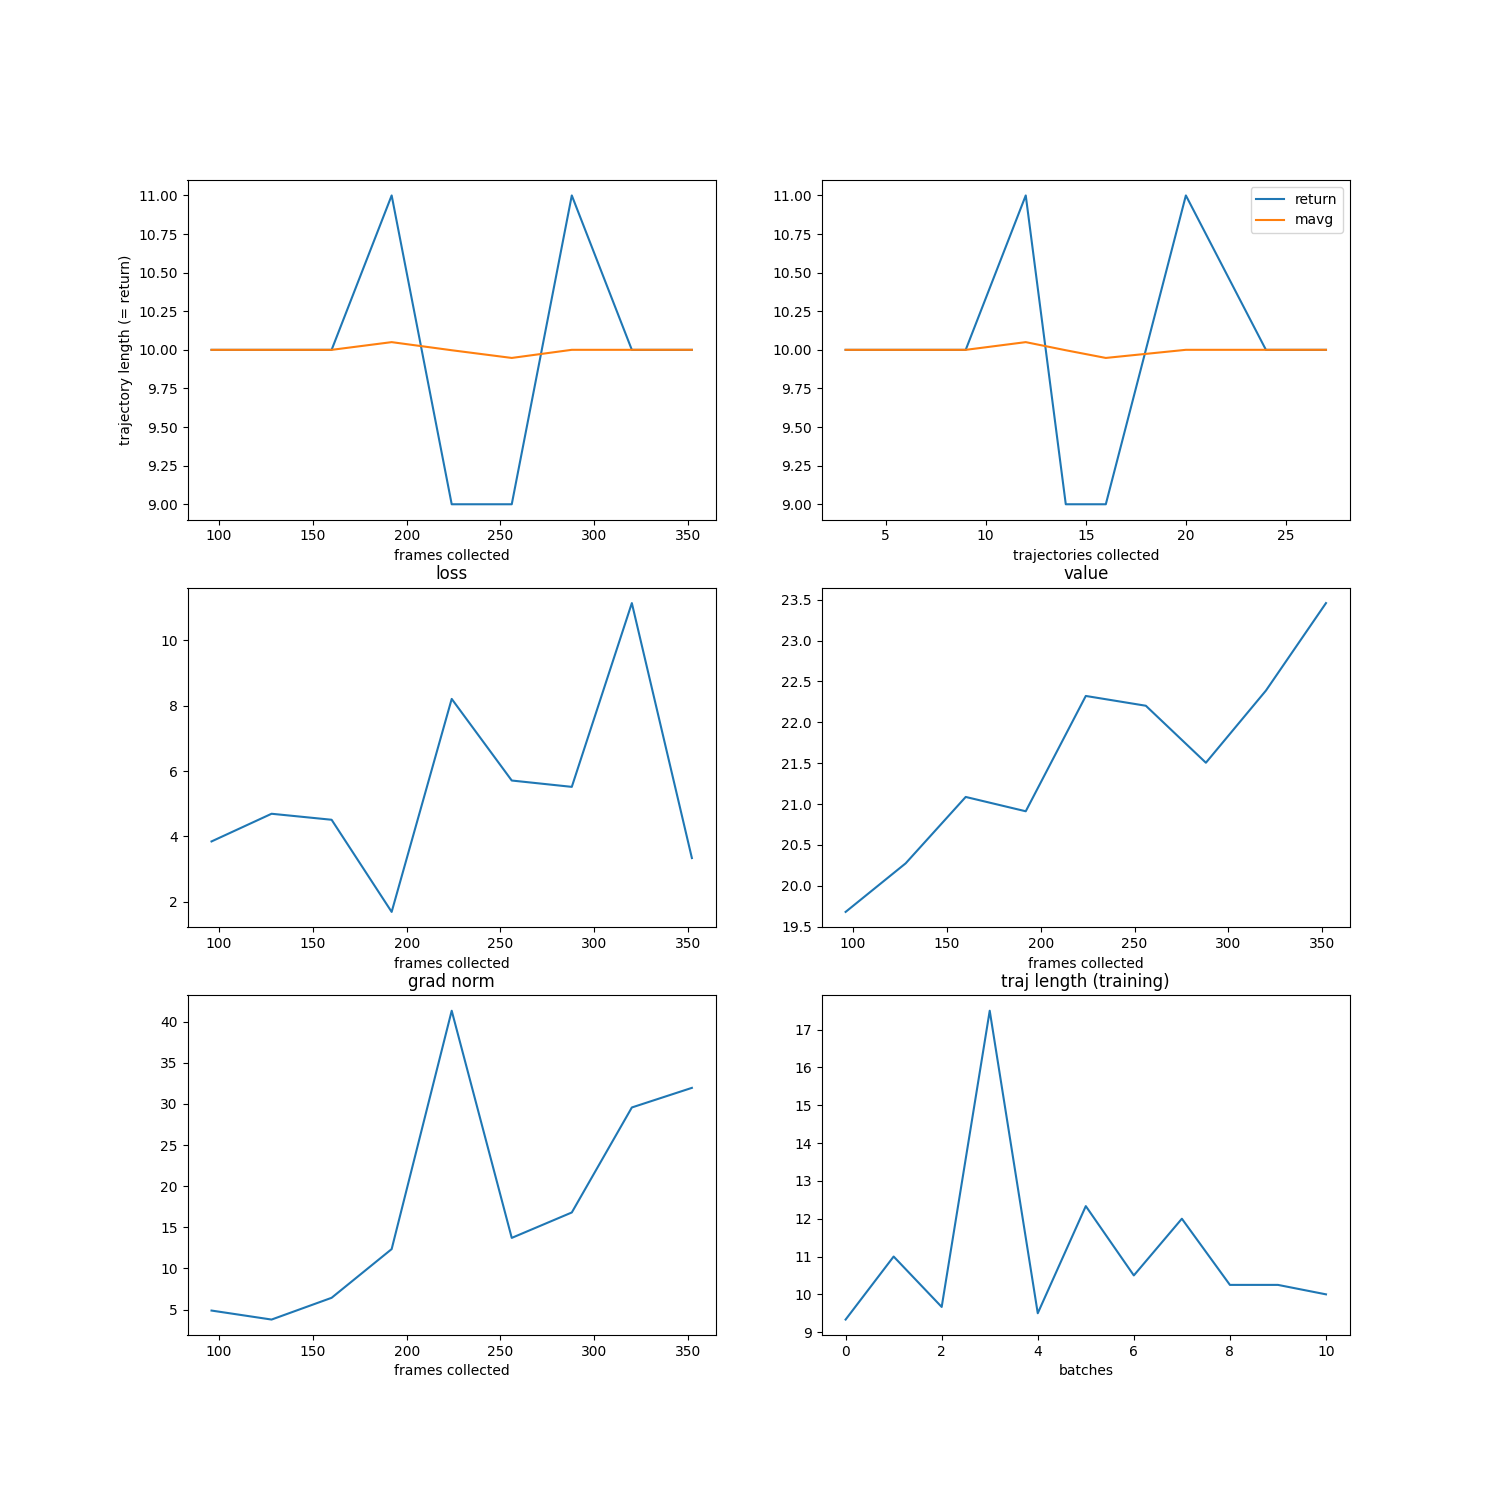 11.00
10.75
10.50
10.25
10.00
9.75
9.50
9.25
9.00
trajectory length (= return)
100 150 200 250 300 350
frames collected
11.00
10.75
10.50
10.25
10.00
9.75
9.50
9.25
9.00
return
mavg
5 10 15 20 25
trajectories collected
loss
10
8
6
4
2
100 150 200 250 300 350
frames collected
value
23.5
23.0
22.5
22.0
21.5
21.0
20.5
20.0
19.5
100 150 200 250 300 350
frames collected
grad norm
40
35
30
25
20
15
10
5
100 150 200 250 300 350
frames collected
traj length (training)
17
16
15
14
13
12
11
10
9
0 2 4 6 8 10
batches